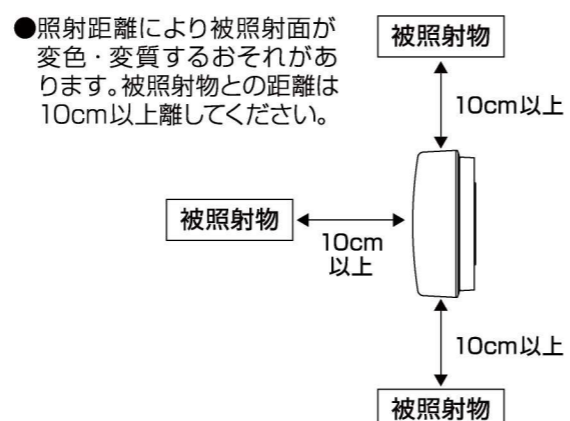 ●照射距離により被照射面が
変色・変質するおそれがあ
ります。被照射物との距離は
10cm以上離してください。
被照射物
10cm以上
被照射物
10cm
以上
10cm以上
被照射物